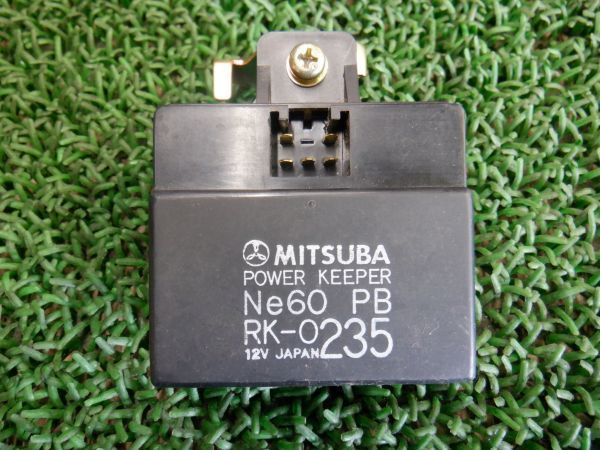 MITSUBA
POWER KEEPER
Ne60 PB
RK-0235
12V JAPAN